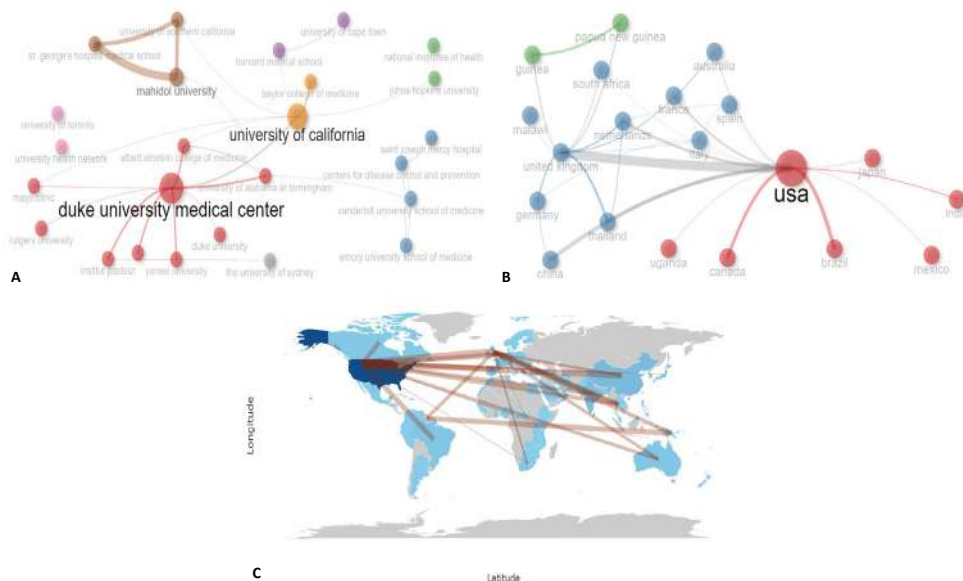 university of southern california
university of cape town
st. george's hospital medical school
harvard medical school
national institutes of health
mahidol university
baylor college of medicine
johns hopkins university
university of toronto
university of california
saint joseph mercy hospital
university health network
albert einstein college of medicine
centers for disease control and prevention
mayo clinic
university of alabama at birmingham
duke university medical center
vanderbilt university school of medicine
rutgers university
duke university
emory university school of medicine
institut pasteur
yonsei university
the university of sydney
A
papua new guinea
guinea
australia
south africa
france
spain
malawi
netherlands
united kingdom
italy
japan
usa
india
germany
thailand
china
uganda
canada
brazil
mexico
B
Longitude
C
Latitude